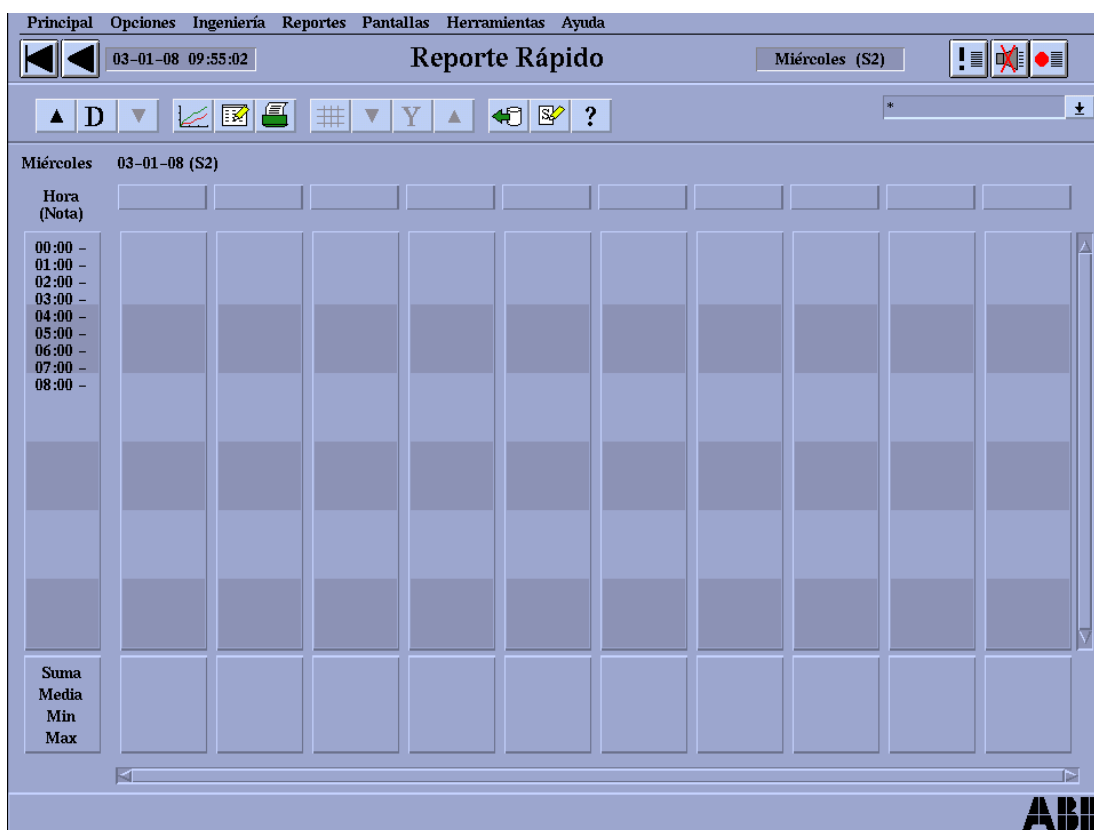 Principal Opciones Ingeniería Reportes Pantallas Herramientas Ayuda
03-01-08 09:55:02 Reporte Rápido Miércoles (S2)
D Y S ? *
Miércoles 03-01-08 (S2)
Hora
(Nota)
00:00 -
01:00 -
02:00 -
03:00 -
04:00 -
05:00 -
06:00 -
07:00 -
08:00 -
Suma
Media
Min
Max
ABB